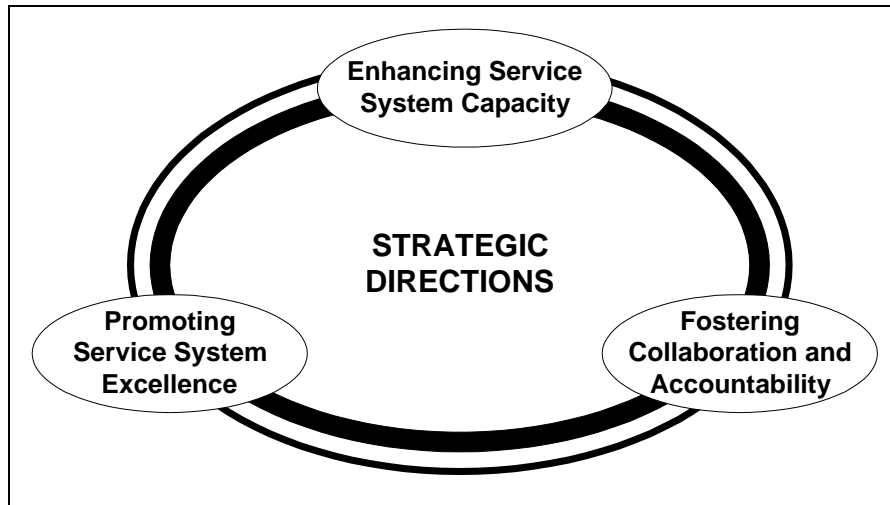 Enhancing Service
System Capacity
STRATEGIC
DIRECTIONS
Promoting
Service System
Excellence
Fostering
Collaboration and
Accountability